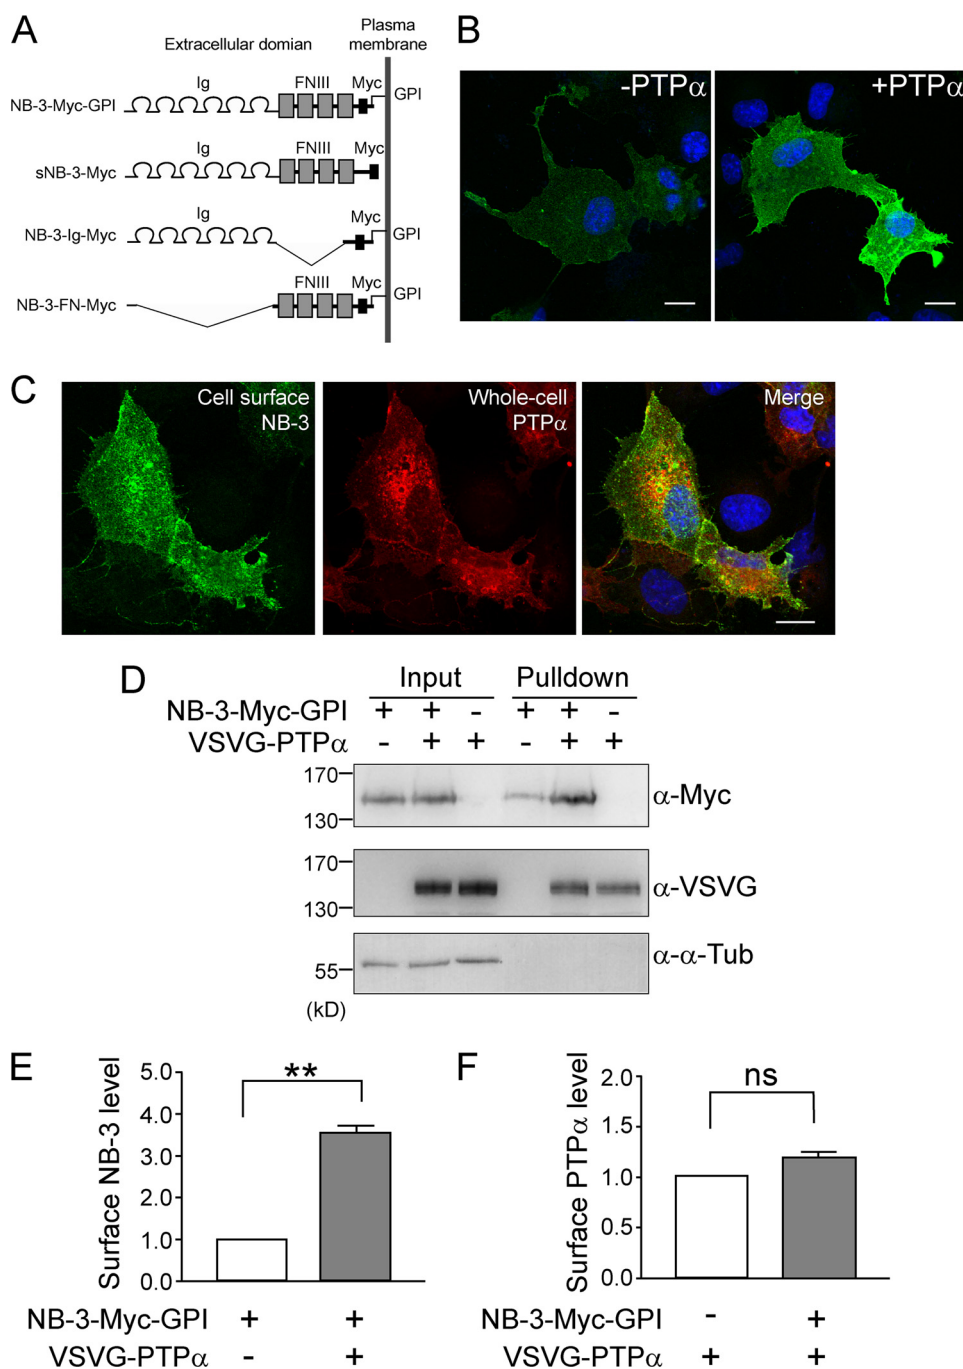 A
Extracellular domian
Plasma membrane
NB-3-Myc-GPI
Ig
FNIII
Myc
GPI
sNB-3-Myc
Ig
FNIII
Myc
NB-3-Ig-Myc
Ig
Myc
GPI
NB-3-FN-Myc
FNIII
Myc
GPI
B
-PTPα
+PTPα
C
Cell surface
NB-3
Whole-cell
PTPα
Merge
D
Input Pulldown
NB-3-Myc-GPI + + - + + -
VSVG-PTPα - + + - + +
170
130
α-Myc
170
130
α-VSVG
55
α-α-Tub
(kD)
E
Surface NB-3 level
5.0
4.0
3.0
2.0
1.0
0.0
**
NB-3-Myc-GPI + +
VSVG-PTPα - +
F
Surface PTPα level
2.0
1.5
1.0
0.5
0.0
ns
NB-3-Myc-GPI - +
VSVG-PTPα + +